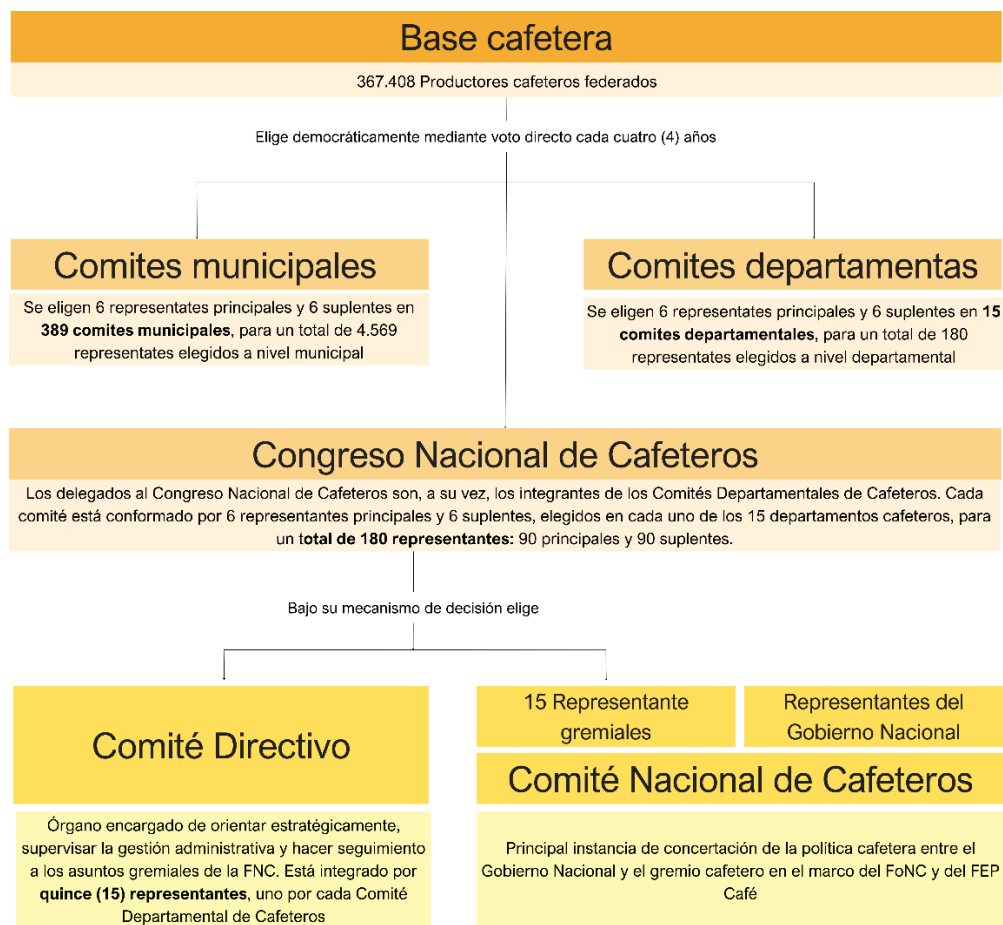 Base cafetera
367.408 Productores cafeteros federados
Elige democráticamente mediante voto directo cada cuatro (4) años
Comites municipales
Se eligen 6 representates principales y 6 suplentes en
389 comites municipales, para un total de 4.569
representates elegidos a nivel municipal
Comites departamentas
Se eligen 6 representates principales y 6 suplentes en 15
comites departamentales, para un total de 180
representates elegidos a nivel departamental
Congreso Nacional de Cafeteros
Los delegados al Congreso Nacional de Cafeteros son, a su vez, los integrantes de los Comités Departamentales de Cafeteros. Cada
comité está conformado por 6 representantes principales y 6 suplentes, elegidos en cada uno de los 15 departamentos cafeteros, para
un total de 180 representantes: 90 principales y 90 suplentes.
Bajo su mecanismo de decisión elige
Comité Directivo
Órgano encargado de orientar estratégicamente,
supervisar la gestión administrativa y hacer seguimiento
a los asuntos gremiales de la FNC. Está integrado por
quince (15) representantes, uno por cada Comité
Departamental de Cafeteros
15 Representante
gremiales
Representantes del
Gobierno Nacional
Comité Nacional de Cafeteros
Principal instancia de concertación de la política cafetera entre el
Gobierno Nacional y el gremio cafetero en el marco del FoNC y del FEP
Café